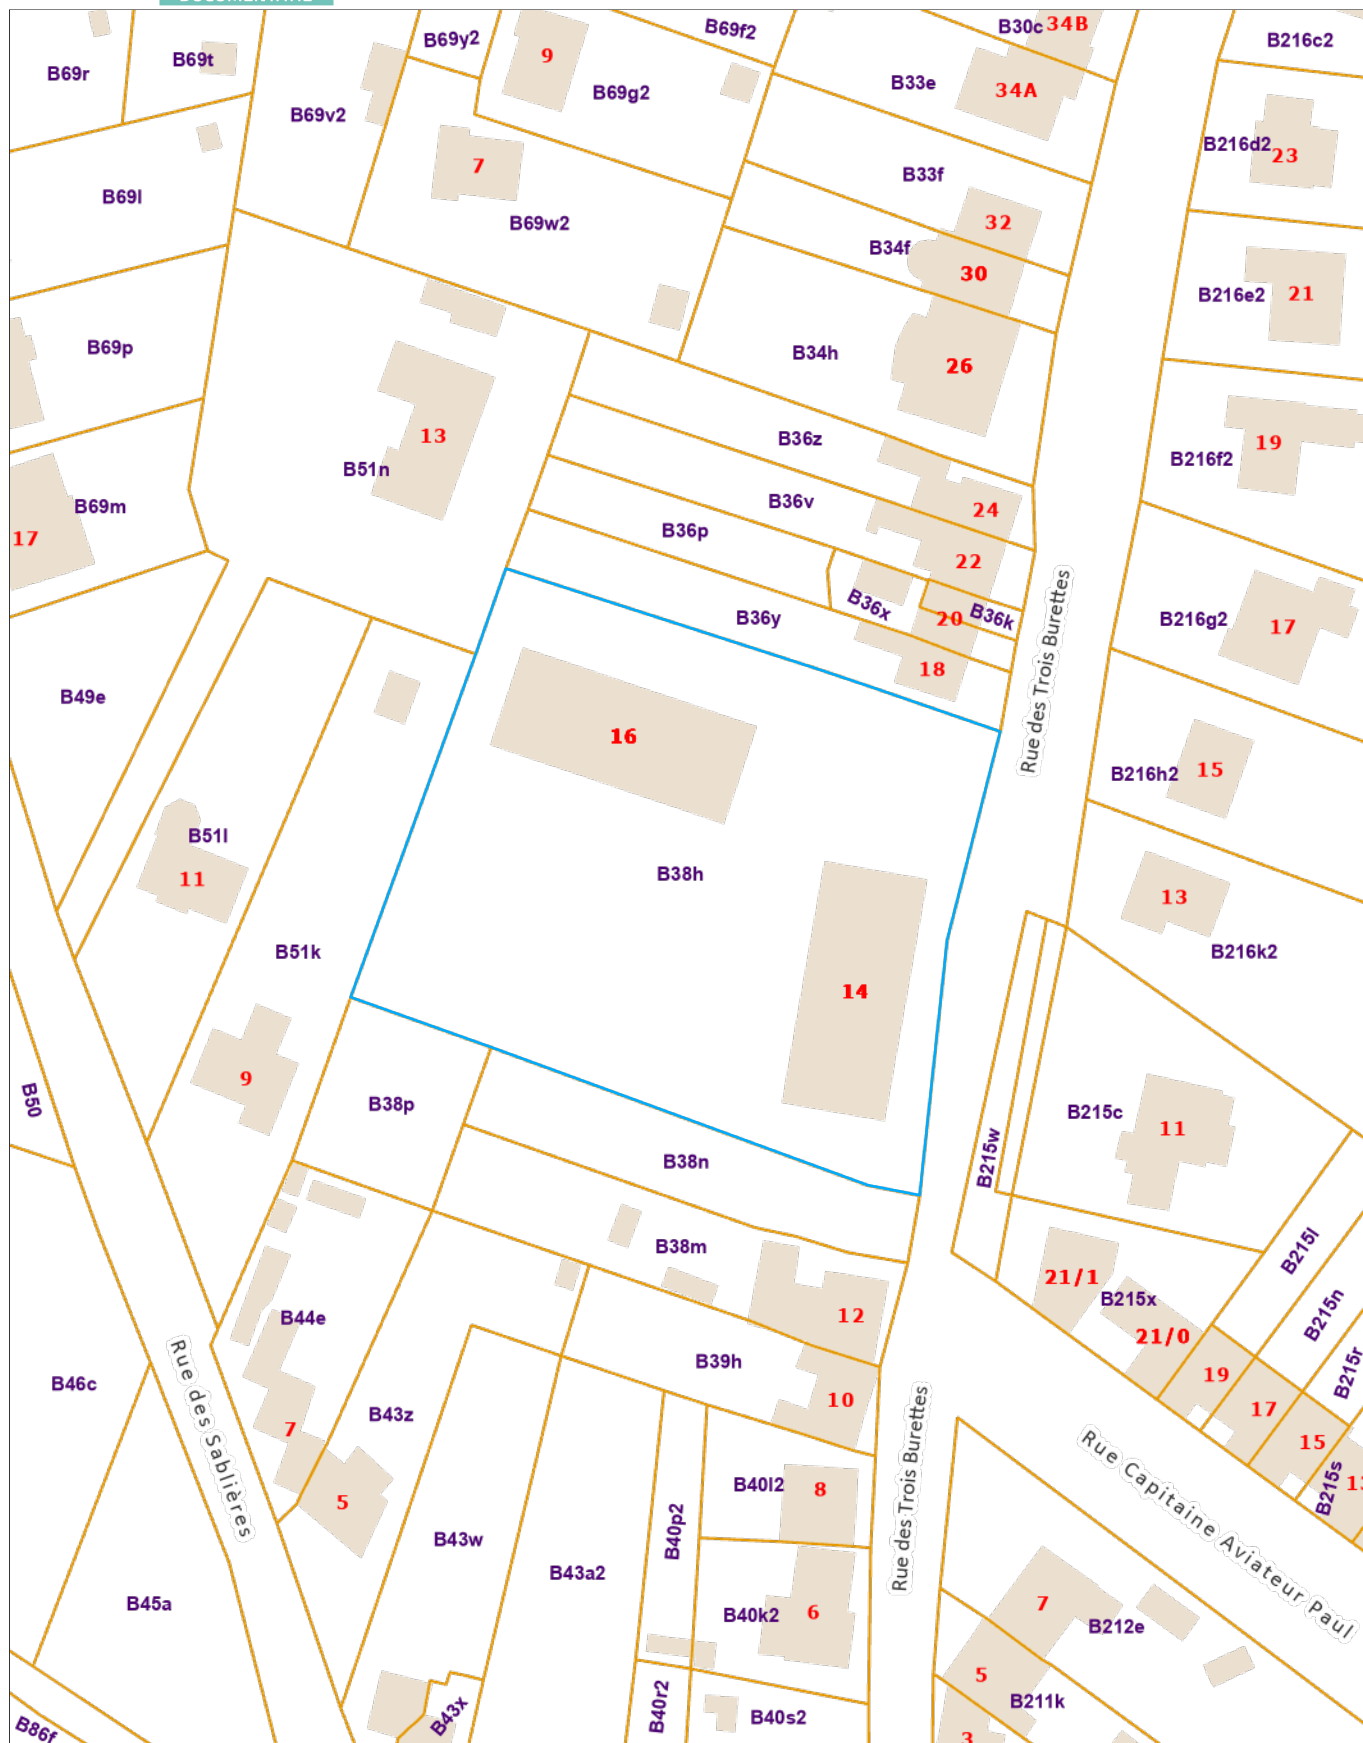 B69y2
B69f2
B30c
34B
B216c2
B69r
B69t
9
B69g2
B33e
34A
B69v2
B216d2
23
7
B33f
B69l
B69w2
32
B34f
30
B216e2
21
B69p
B34h
26
13
B36z
19
B51n
B216f2
B69m
B36v
24
17
B36p
22
B36x
B36k
B36y
20
B216g2
17
18
Rue des Trois Burettes
B49e
16
B216h2
15
B51l
11
B38h
13
B51k
B216k2
14
9
B50
B38p
B215c
11
B215w
B38n
B38m
B215l
21/1
B215x
B215n
B44e
12
21/0
B39h
B215r
19
B46c
10
17
7
B43z
15
Rue des Sablières
Rue des Trois Burettes
B215s
5
B40l2
8
Rue Capitaine Aviateur Paul
B43w
B40p2
B43a2
B45a
B40k2
6
7
B212e
5
B211k
B43x
B40r2
B40s2
B86f
3